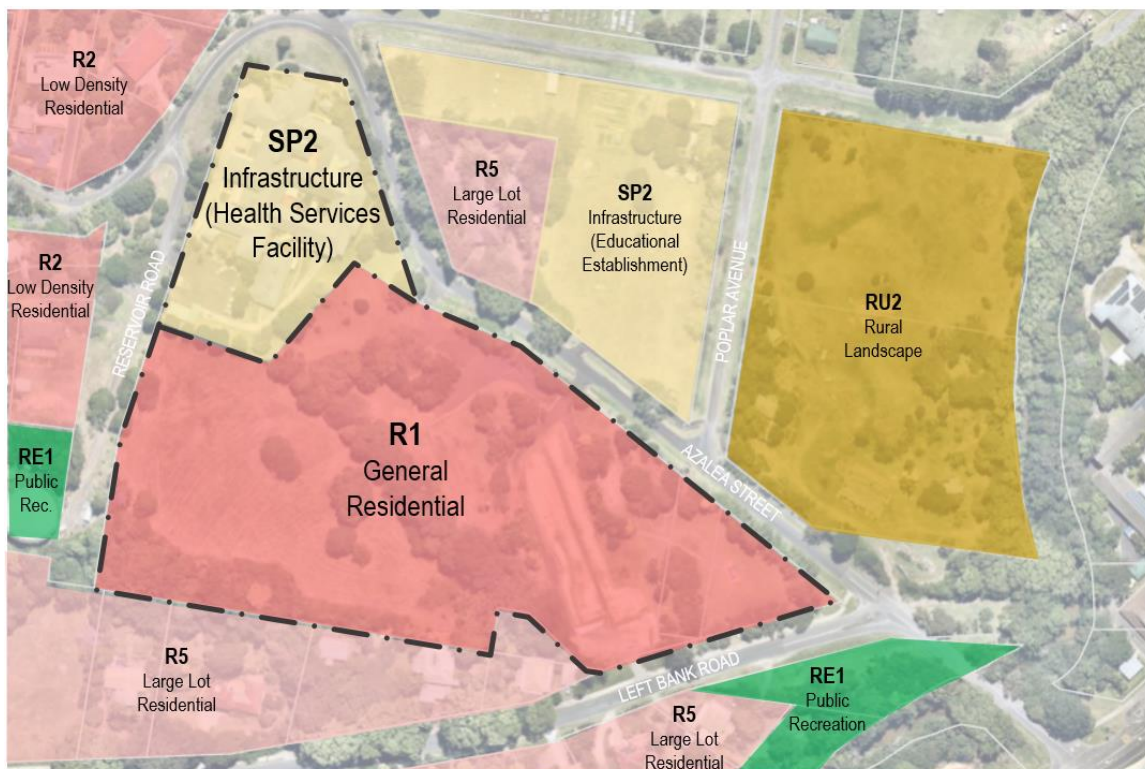 R2
Low Density
Residential
SP2
Infrastructure
(Health Services
Facility)
R5
Large Lot
Residential
SP2
Infrastructure
(Educational
Establishment)
POPLAR AVENUE
RU2
Rural
Landscape
R2
Low Density
Residential
RESERVOIR ROAD
RE1
Public
Rec.
R1
General
Residential
AZALEA STREET
R5
Large Lot
Residential
LEFT BANK ROAD
RE1
Public
Recreation
R5
Large Lot
Residential